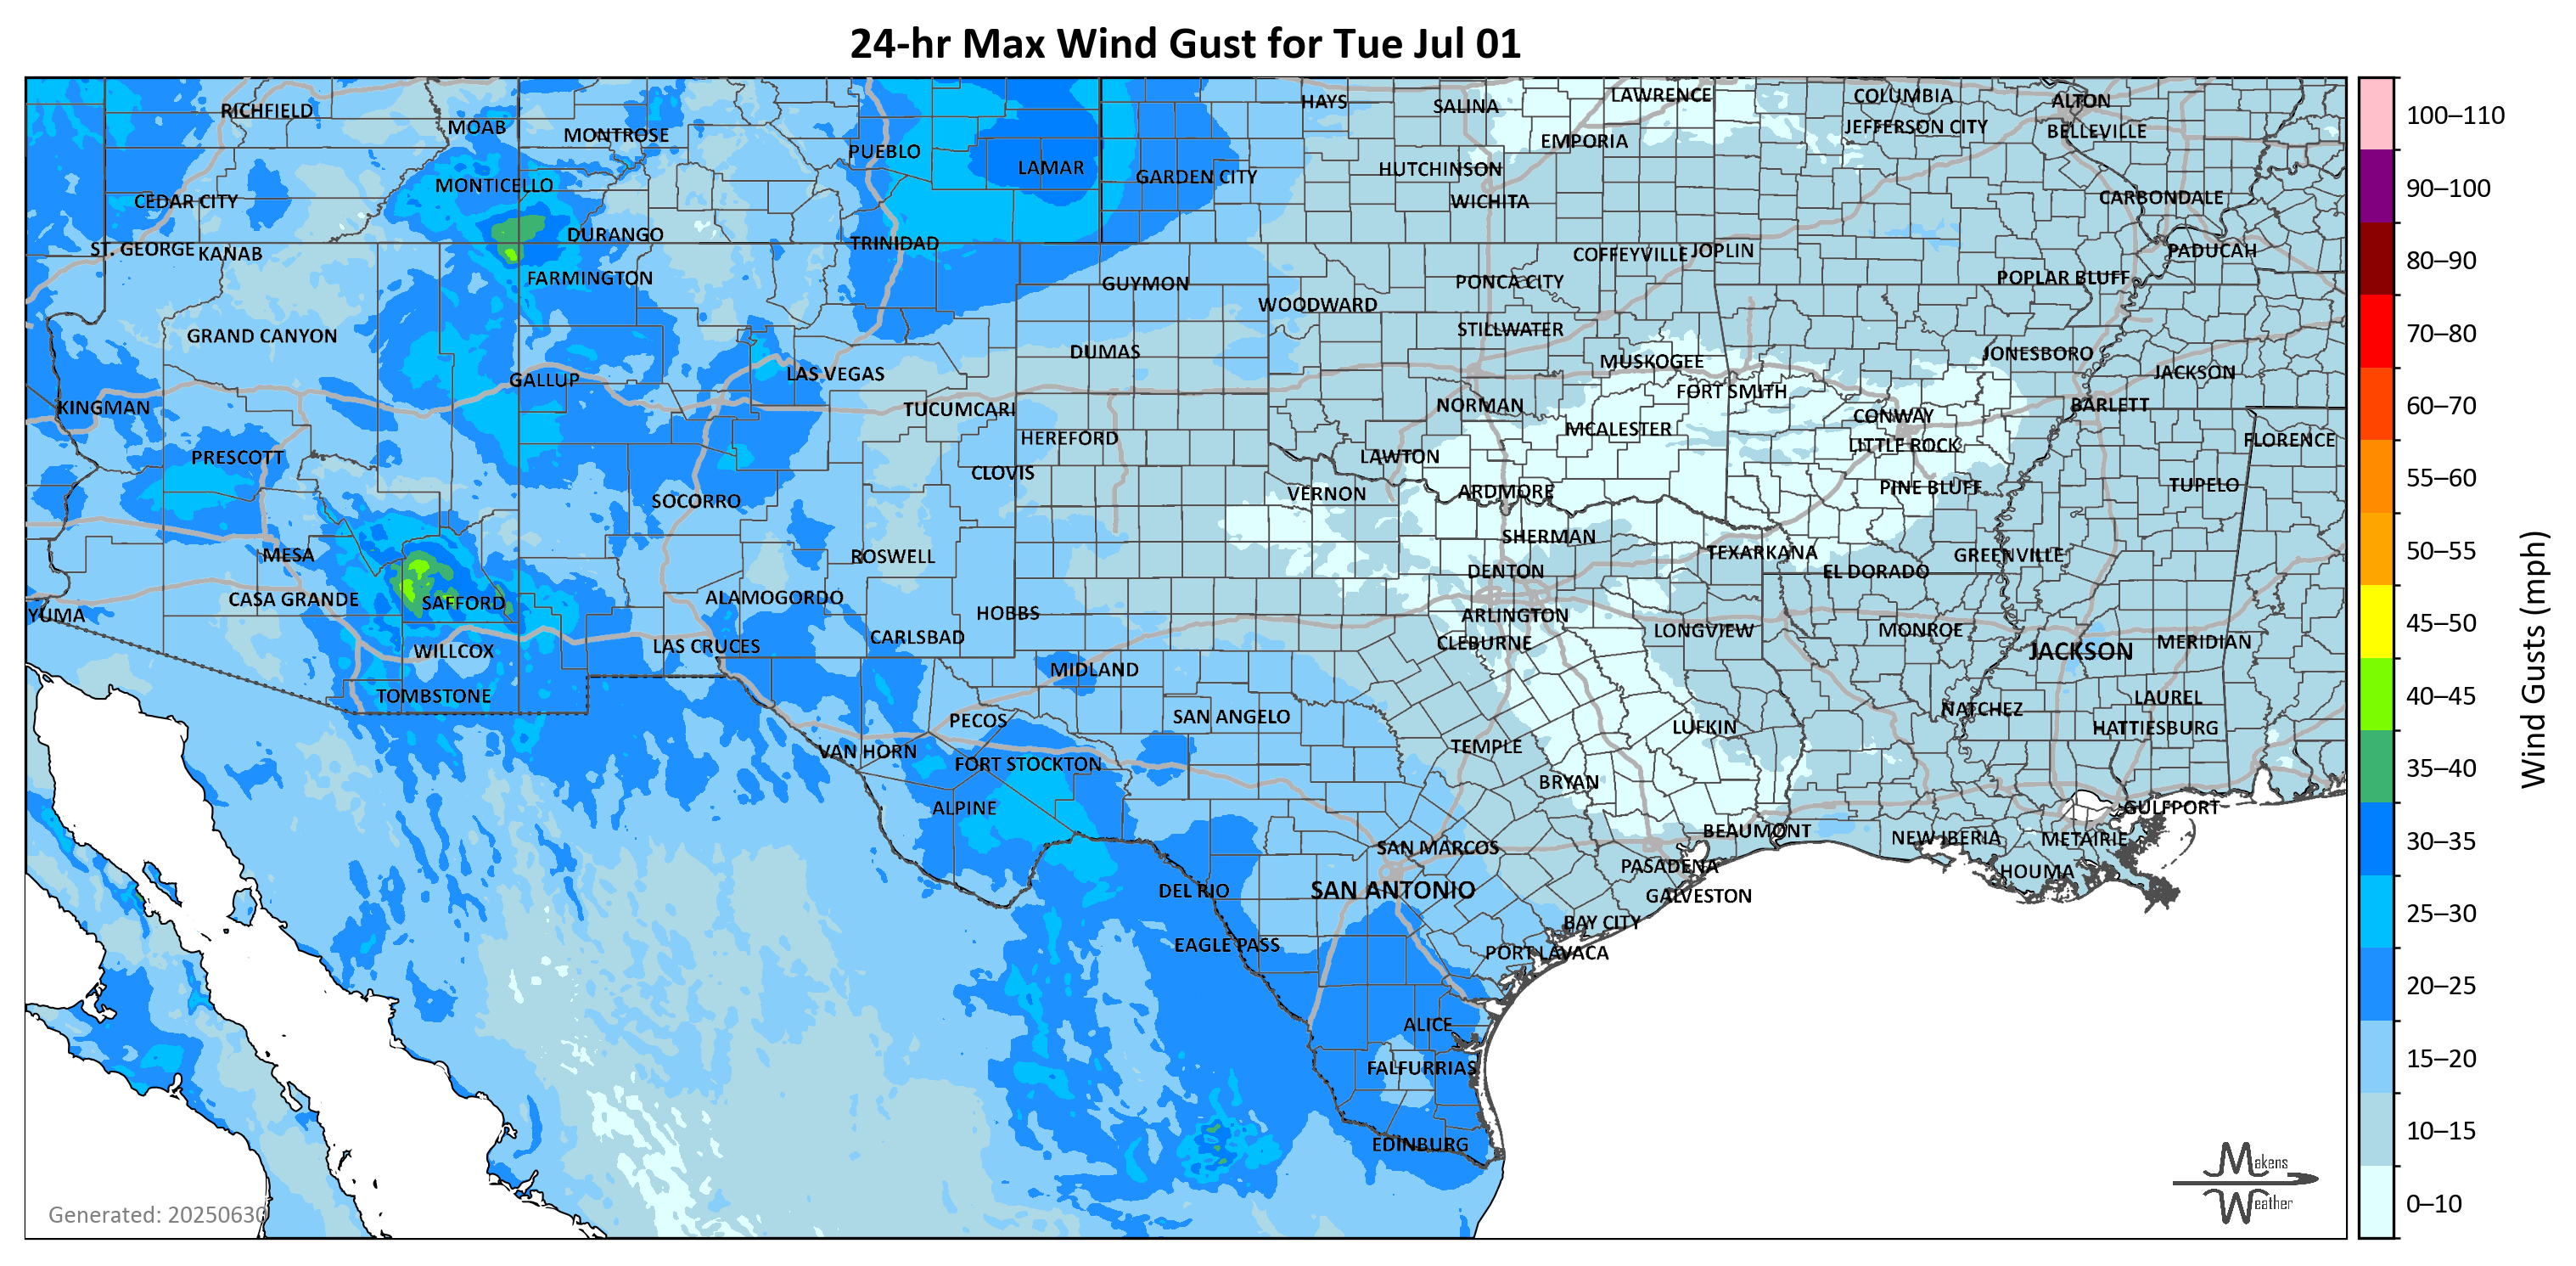 24-hr Max Wind Gust for Tue Jul 01
RICHFIELD
MOAB
MONTROSE
PUEBLO
LAMAR
HAYS
SALINA
LAWRENCE
COLUMBIA
ALTON
JEFFERSON CITY
BELLEVILLE
EMPORIA
HUTCHINSON
GARDEN CITY
MONTICELLO
CEDAR CITY
WICHITA
CARBONDALE
DURANGO
TRINIDAD
ST. GEORGE
KANAB
COFFEYVILLE
JOPLIN
PADUCAH
FARMINGTON
GUYMON
PONCA CITY
POPLAR BLUFF
WOODWARD
GRAND CANYON
STILLWATER
DUMAS
MUSKOGEE
JONESBORO
GALLUP
LAS VEGAS
JACKSON
FORT SMITH
KINGMAN
TUCUMCARI
NORMAN
CONWAY
BARLETT
HEREFORD
MCALESTER
LITTLE ROCK
FLORENCE
PRESCOTT
CLOVIS
LAWTON
SOCORRO
VERNON
ARDMORE
PINE BLUFF
TUPELO
MESA
ROSWELL
SHERMAN
TEXARKANA
GREENVILLE
DENTON
EL DORADO
CASA GRANDE
SAFFORD
ALAMOGORDO
YUMA
HOBBS
ARLINGTON
WILLCOX
LAS CRUCES
CARLSBAD
CLEBURNE
LONGVIEW
MONROE
JACKSON
MERIDIAN
TOMBSTONE
MIDLAND
LAUREL
PECOS
SAN ANGELO
NATCHEZ
HATTIESBURG
LUFKIN
VAN HORN
TEMPLE
FORT STOCKTON
BRYAN
ALPINE
GULFPORT
BEAUMONT
NEW IBERIA
METAIRIE
SAN MARCOS
PASADENA
HOUMA
DEL RIO
SAN ANTONIO
GALVESTON
BAY CITY
EAGLE PASS
PORT LAVACA
ALICE
FALFURRIAS
EDINBURG
Generated: 20250630
Makens
Weather
100–110
90–100
80–90
70–80
60–70
55–60
50–55
45–50
40–45
35–40
30–35
25–30
20–25
15–20
10–15
0–10
Wind Gusts (mph)